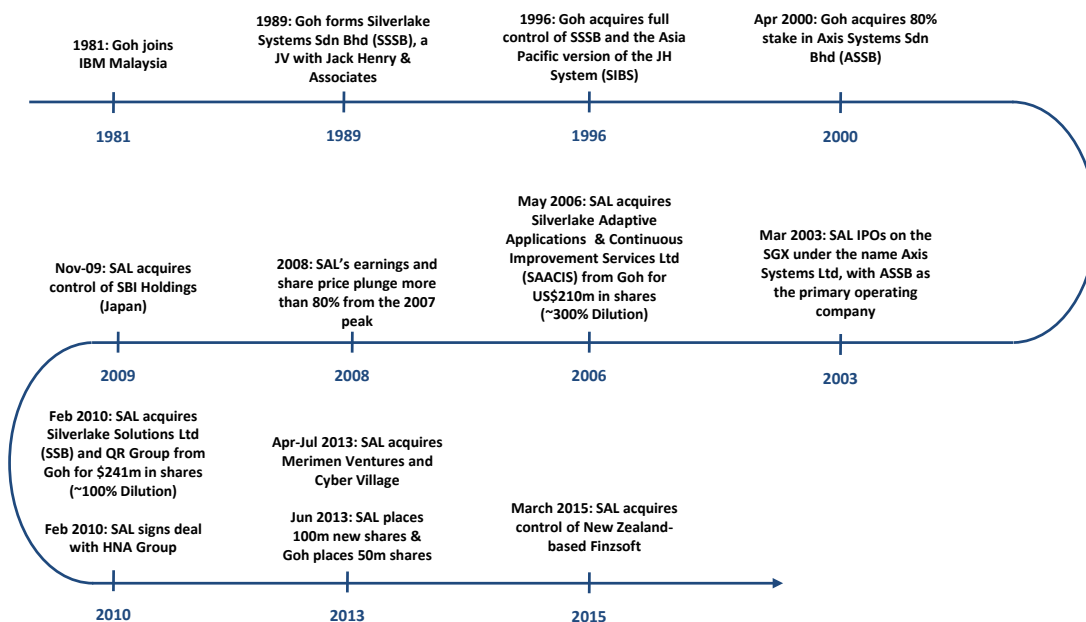 1981: Goh joins
IBM Malaysia
1989: Goh forms Silverlake
Systems Sdn Bhd (SSSB), a
JV with Jack Henry &
Associates
1996: Goh acquires full
control of SSSB and the Asia
Pacific version of the JH
System (SIBS)
Apr 2000: Goh acquires 80%
stake in Axis Systems Sdn
Bhd (ASSB)
1981
1989
1996
2000
Nov-09: SAL acquires
control of SBI Holdings
(Japan)
2008: SAL's earnings and
share price plunge more
than 80% from the 2007
peak
May 2006: SAL acquires
Silverlake Adaptive
Applications & Continuous
Improvement Services Ltd
(SAACIS) from Goh for
US$210m in shares
(~300% Dilution)
Mar 2003: SAL IPOs on the
SGX under the name Axis
Systems Ltd, with ASSB as
the primary operating
company
2009
2008
2006
2003
Feb 2010: SAL acquires
Silverlake Solutions Ltd
(SSB) and QR Group from
Goh for $241m in shares
(~100% Dilution)
Feb 2010: SAL signs deal
with HNA Group
Apr-Jul 2013: SAL acquires
Merimen Ventures and
Cyber Village
Jun 2013: SAL places
100m new shares &
Goh places 50m shares
March 2015: SAL acquires
control of New Zealand-
based Finzsoft
2010
2013
2015